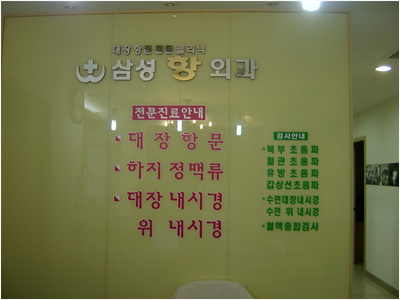 대장 항문 전문 클리닉
삼성 항 외과
전문진료안내
대장항문
하지정맥류
대장내시경
위 내시경
검사안내
복부초음파
혈관초음파
유방초음파
갑상선초음파
수면대장내시경
수면 위 내시경
혈액종합검사